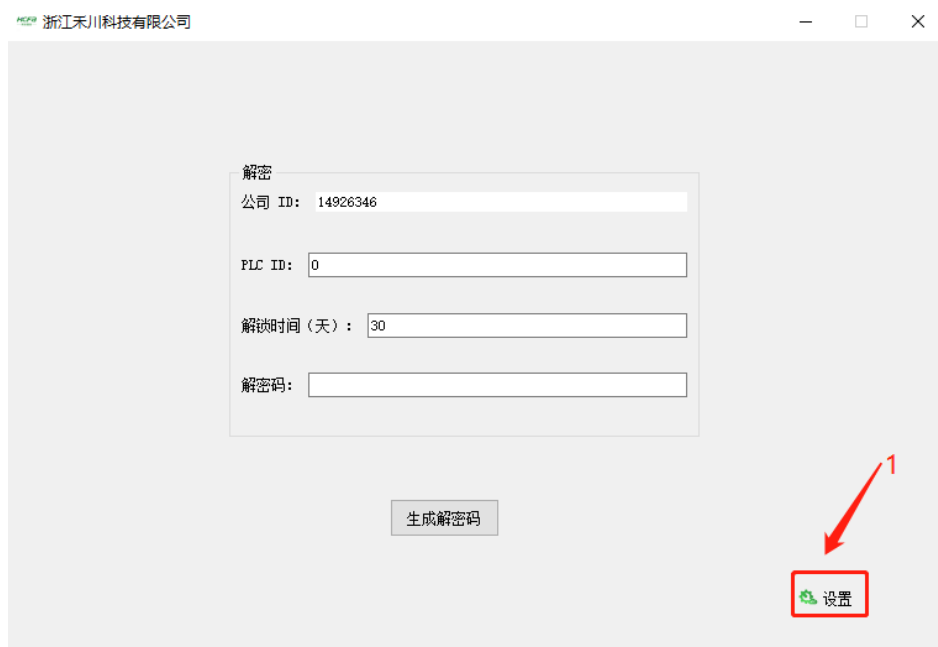 HCFA 浙江禾川科技有限公司
解密
公司 ID: 14926346
PLC ID: 0
解锁时间（天）: 30
解密码:
生成解密码
1
设置